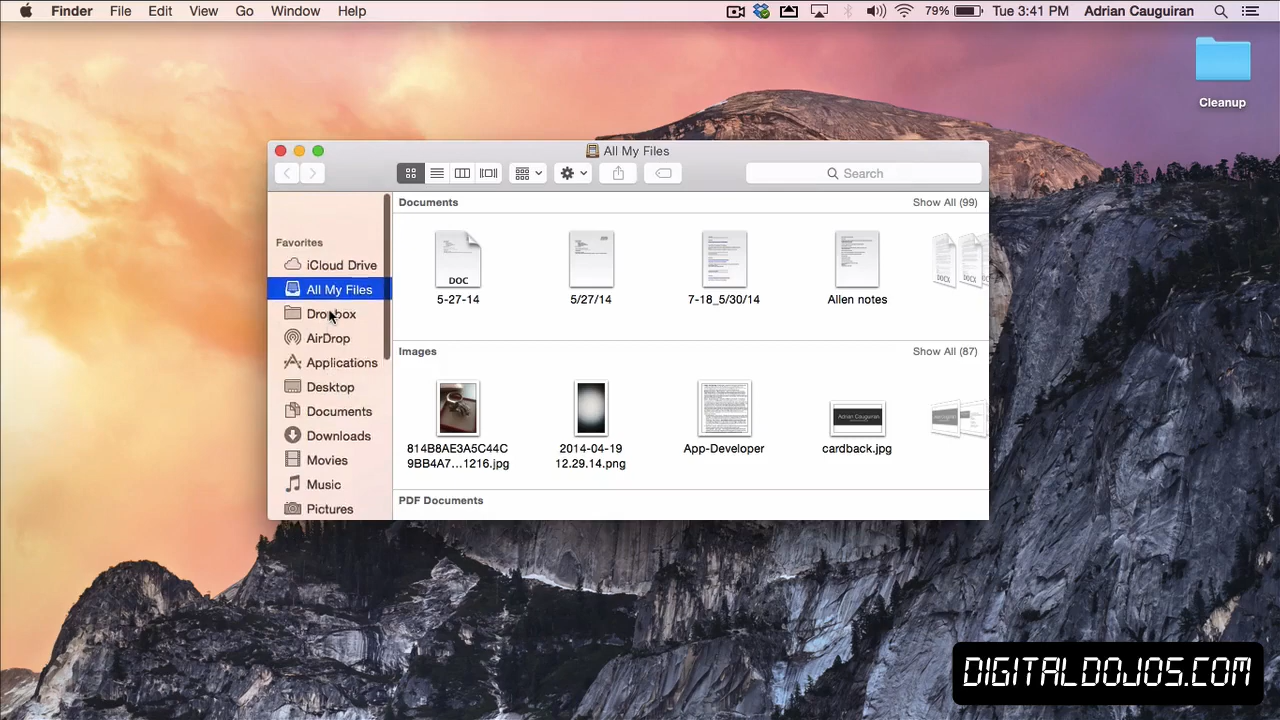 Finder File Edit View Go Window Help 79% Tue 3:41 PM Adrian Cauguiran
Cleanup
All My Files
Search
Favorites
iCloud Drive
All My Files
Dropbox
AirDrop
Applications
Desktop
Documents
Downloads
Movies
Music
Pictures
Documents Show All (99)
DOC
5-27-14 5/27/14 7-18_5/30/14 Allen notes
Images Show All (87)
Adrian Cauguiran
814B8AE3A5C44C 2014-04-19 App-Developer cardback.jpg
9BB4A7...1216.jpg 12.29.14.png
PDF Documents
DIGITALDOJOS.COM